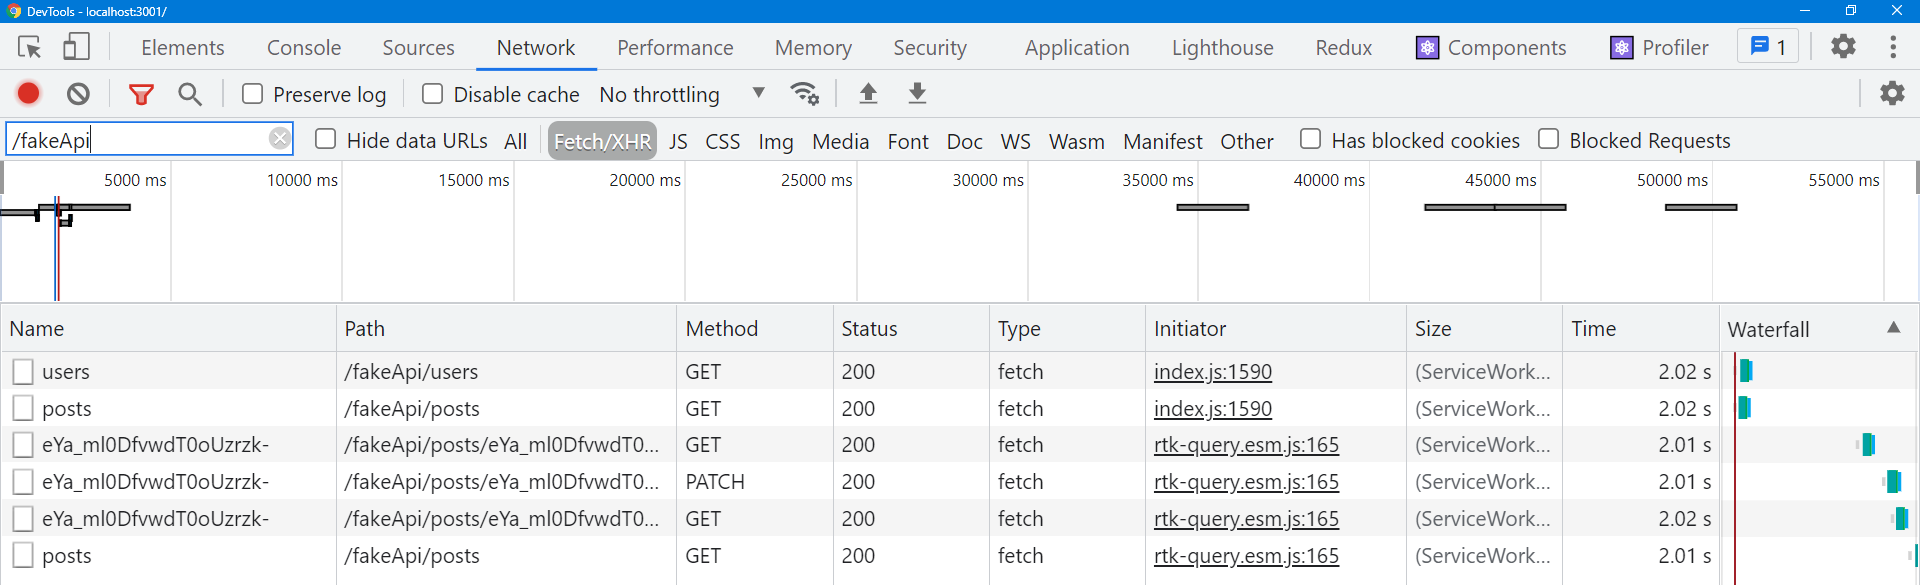 DevTools - localhost:3001/
Elements Console Sources Network Performance Memory Security Application Lighthouse Redux Components Profiler 1
Preserve log Disable cache No throttling
/fakeApi Hide data URLs All Fetch/XHR JS CSS Img Media Font Doc WS Wasm Manifest Other Has blocked cookies Blocked Requests
5000 ms 10000 ms 15000 ms 20000 ms 25000 ms 30000 ms 35000 ms 40000 ms 45000 ms 50000 ms 55000 ms
Name Path Method Status Type Initiator Size Time Waterfall
users /fakeApi/users GET 200 fetch index.js:1590 (ServiceWork... 2.02 s
posts /fakeApi/posts GET 200 fetch index.js:1590 (ServiceWork... 2.02 s
eYa_ml0DfvwdT0oUzrzk- /fakeApi/posts/eYa_ml0DfvwdT0... GET 200 fetch rtk-query.esm.js:165 (ServiceWork... 2.01 s
eYa_ml0DfvwdT0oUzrzk- /fakeApi/posts/eYa_ml0DfvwdT0... PATCH 200 fetch rtk-query.esm.js:165 (ServiceWork... 2.01 s
eYa_ml0DfvwdT0oUzrzk- /fakeApi/posts/eYa_ml0DfvwdT0... GET 200 fetch rtk-query.esm.js:165 (ServiceWork... 2.02 s
posts /fakeApi/posts GET 200 fetch rtk-query.esm.js:165 (ServiceWork... 2.01 s